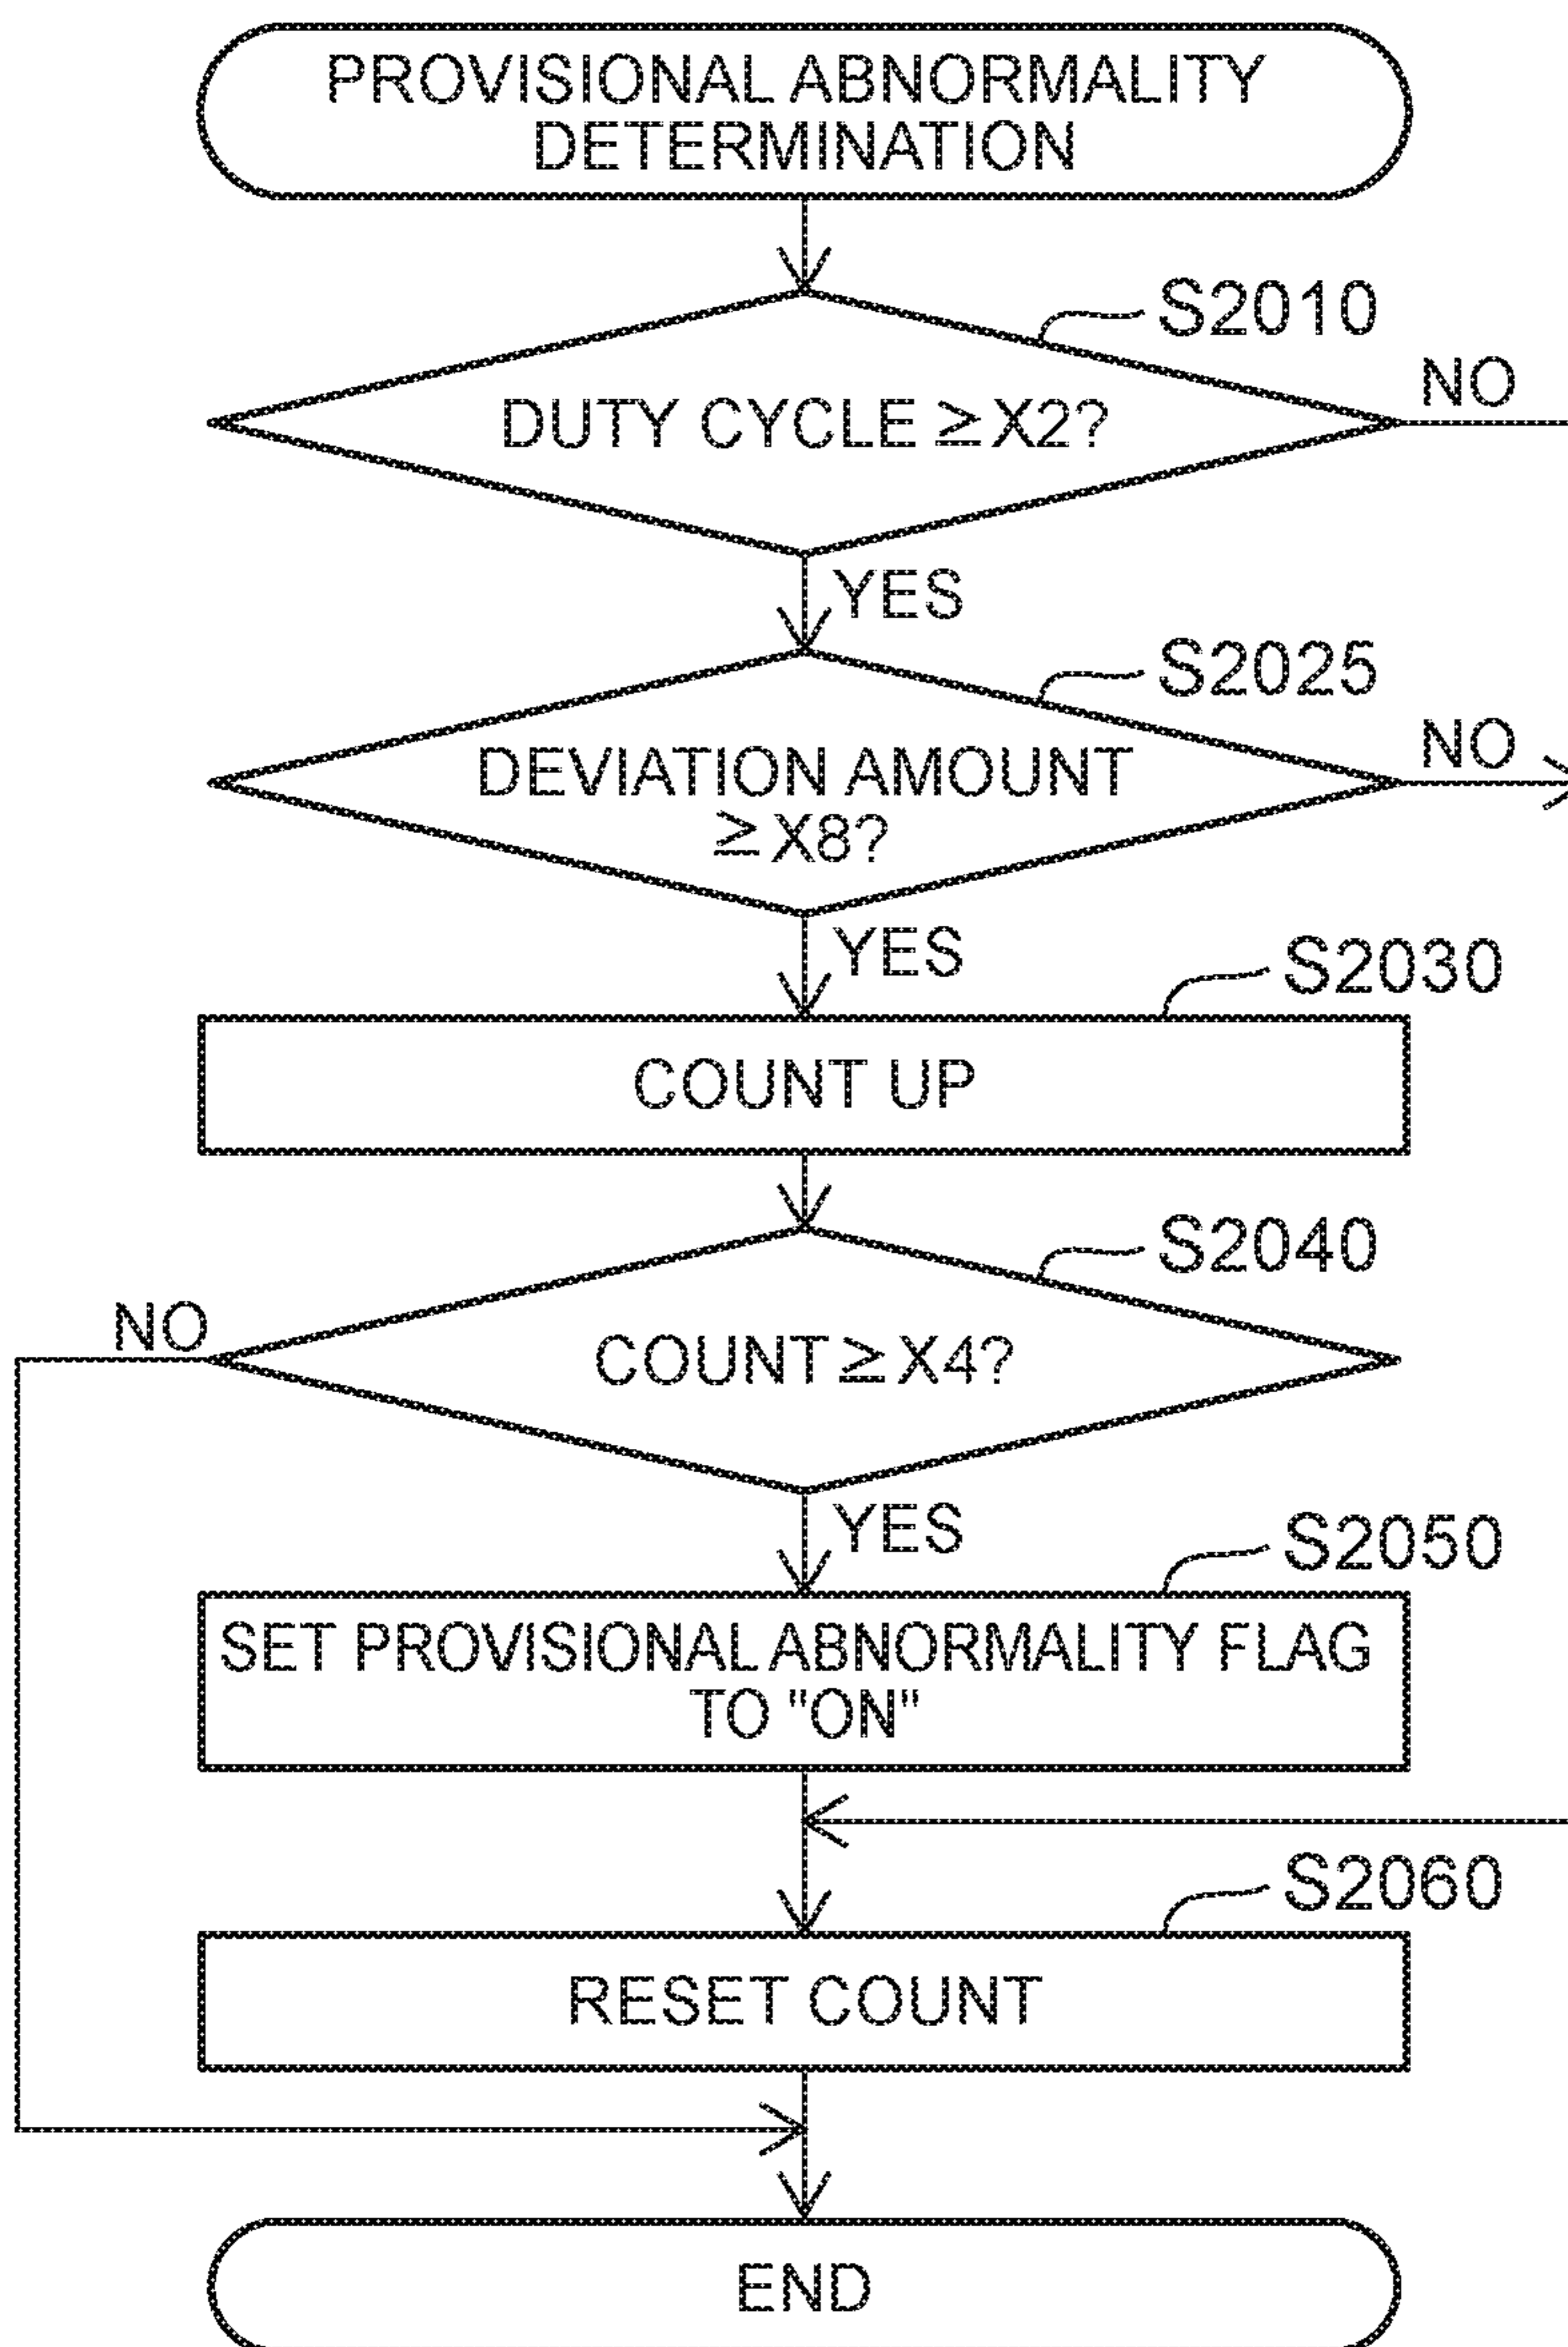 PROVISIONAL ABNORMALITY
DETERMINATION
S2010
NO
DUTY CYCLE ≧ X2?
YES
S2025
NO
DEVIATION AMOUNT
≧ X8?
YES
S2030
COUNT UP
S2040
NO
COUNT ≧ X4?
YES
S2050
SET PROVISIONAL ABNORMALITY FLAG
TO "ON"
S2060
RESET COUNT
END